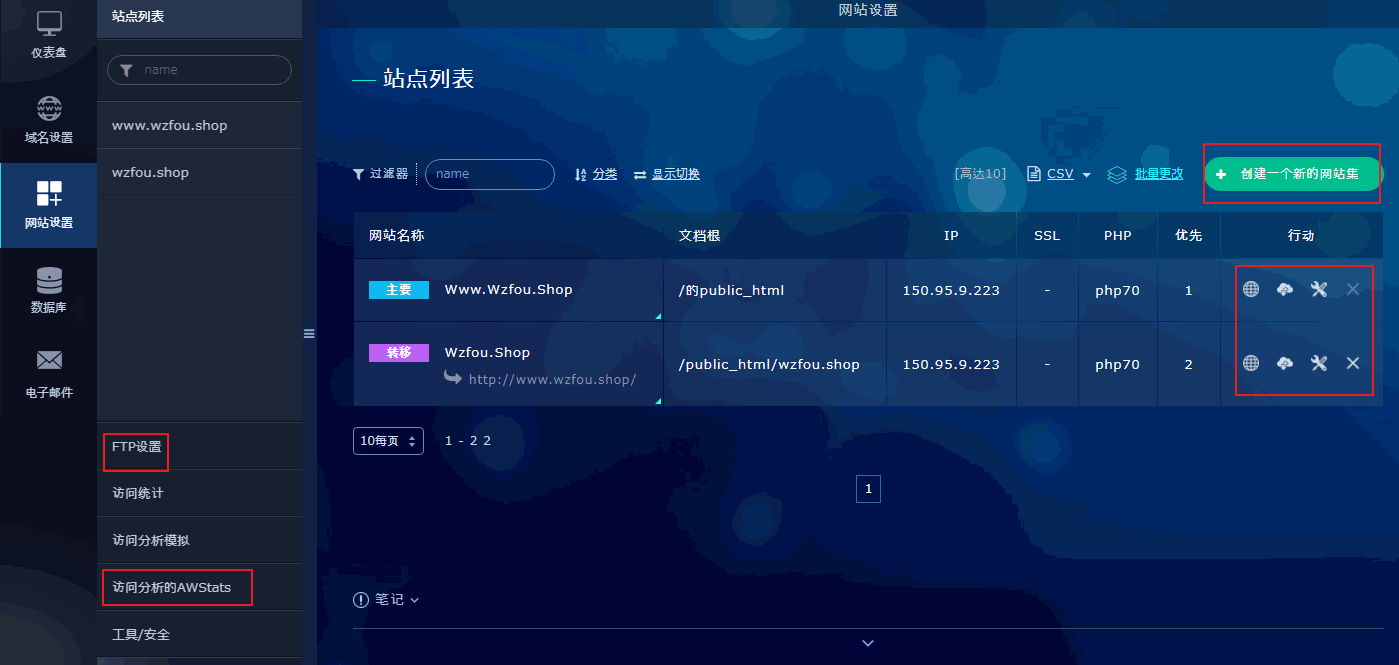 仪表盘
域名设置
网站设置
数据库
电子邮件
站点列表
name
www.wzfou.shop
wzfou.shop
FTP设置
访问统计
访问分析模拟
访问分析的AWStats
工具/安全
网站设置
站点列表
过滤器 name 分类 显示切换 [高达10] CSV 批量更改 创建一个新的网站集
网站名称 文档根 IP SSL PHP 优先 行动
主要 Www.Wzfou.Shop /的public_html 150.95.9.223 - php70 1
装移 Wzfou.Shop /public_html/wzfou.shop 150.95.9.223 - php70 2
http://www.wzfou.shop/
10每页 1 - 2 2
1
笔记